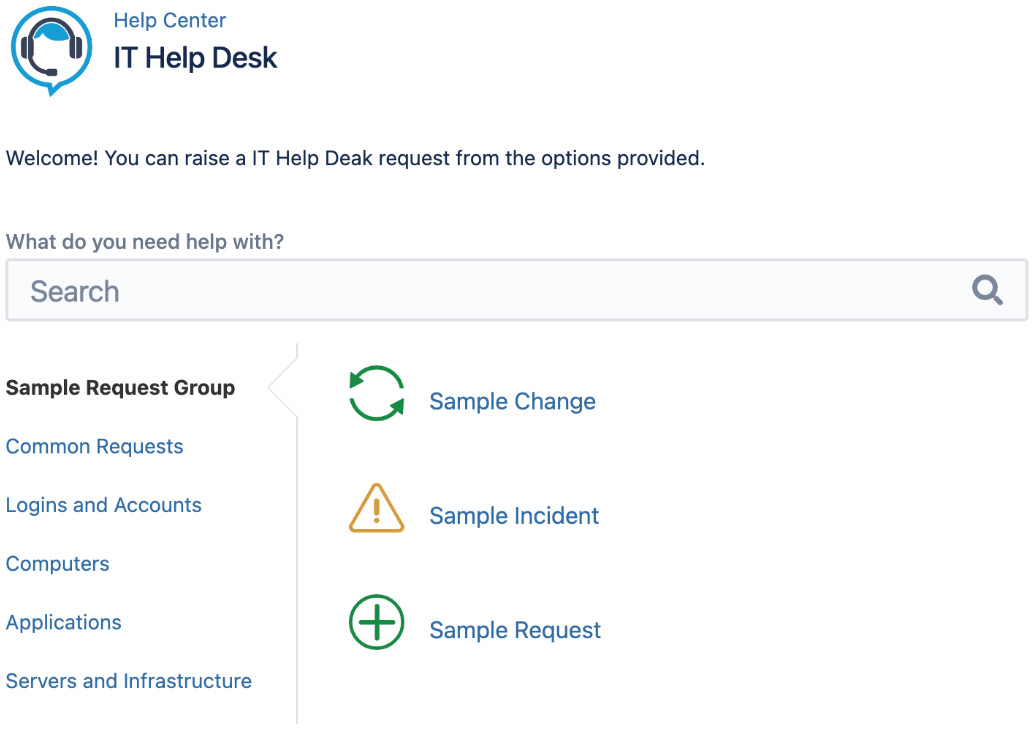 Help Center
IT Help Desk
Welcome! You can raise a IT Help Deak request from the options provided.
What do you need help with?
Search
Sample Request Group
Common Requests
Logins and Accounts
Computers
Applications
Servers and Infrastructure
Sample Change
Sample Incident
Sample Request